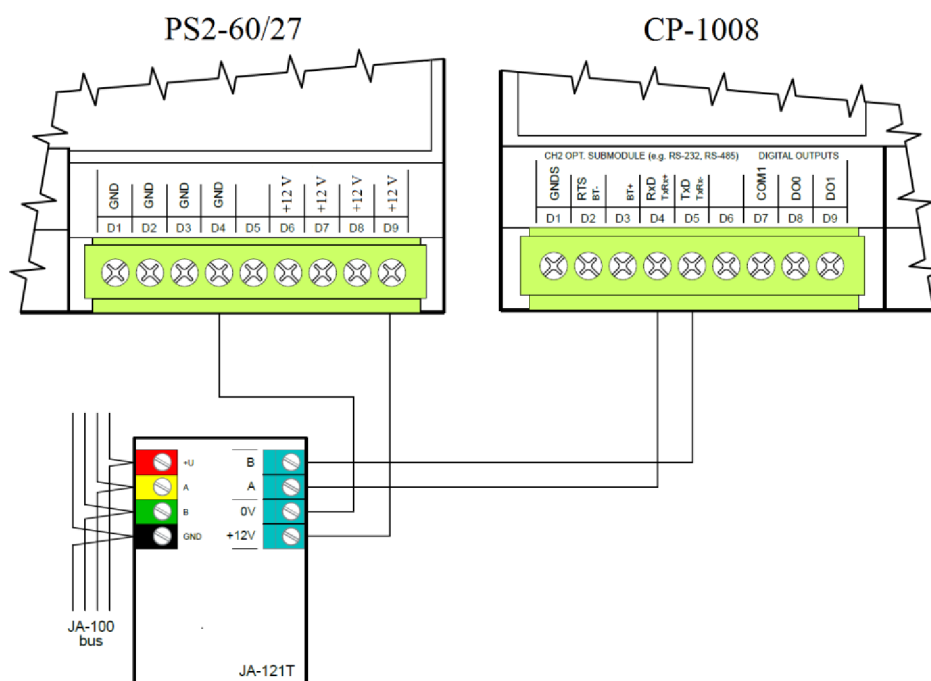 PS2-60/27
CP-1008
GND GND GND GND +12 V +12 V +12 V +12 V
D1 D2 D3 D4 D5 D6 D7 D8 D9
CH2 OPT. SUBMODULE (e.g. RS-232, RS-485) DIGITAL OUTPUTS
GNDS RTS BT- BT+ RxD TxRx+ TxD TxRx- COM1 DO0 DO1
D1 D2 D3 D4 D5 D6 D7 D8 D9
+U B
A A
B 0V
GND +12V
JA-100
bus
JA-121T